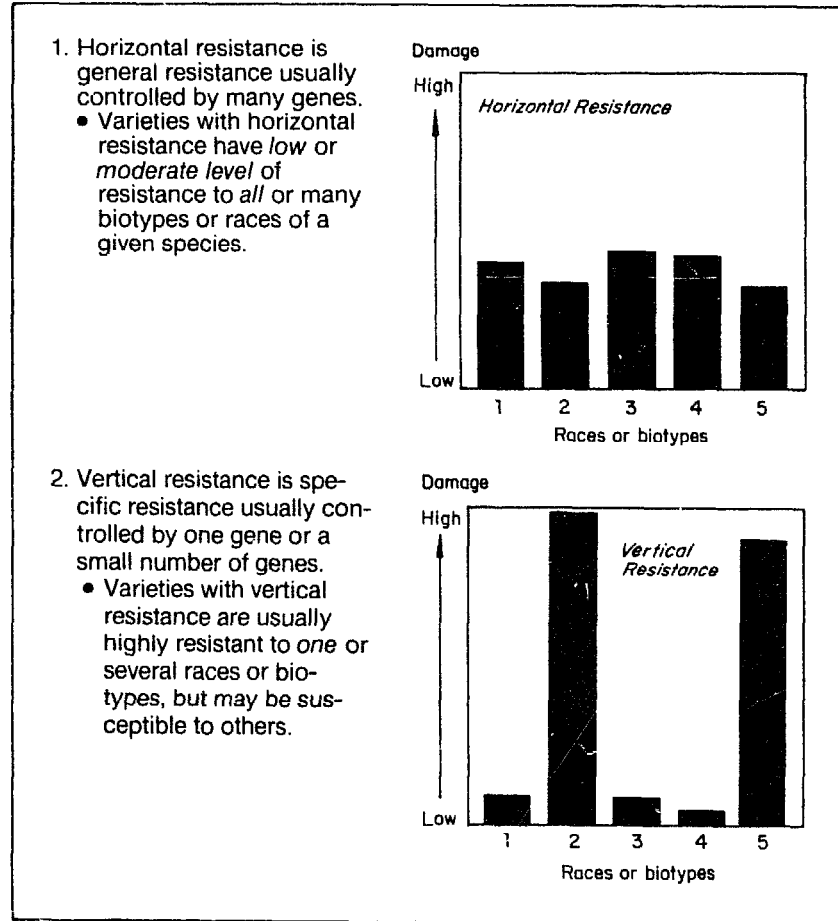 1. Horizontal resistance is
general resistance usually
controlled by many genes.
• Varieties with horizontal
resistance have low or
moderate level of
resistance to all or many
biotypes or races of a
given species.
Damage
High
Horizontal Resistance
Low
1 2 3 4 5
Races or biotypes
2. Vertical resistance is spe-
cific resistance usually con-
trolled by one gene or a
small number of genes.
• Varieties with vertical
resistance are usually
highly resistant to one or
several races or bio-
types, but may be sus-
ceptible to others.
Damage
High
Vertical
Resistance
Low
1 2 3 4 5
Races or biotypes